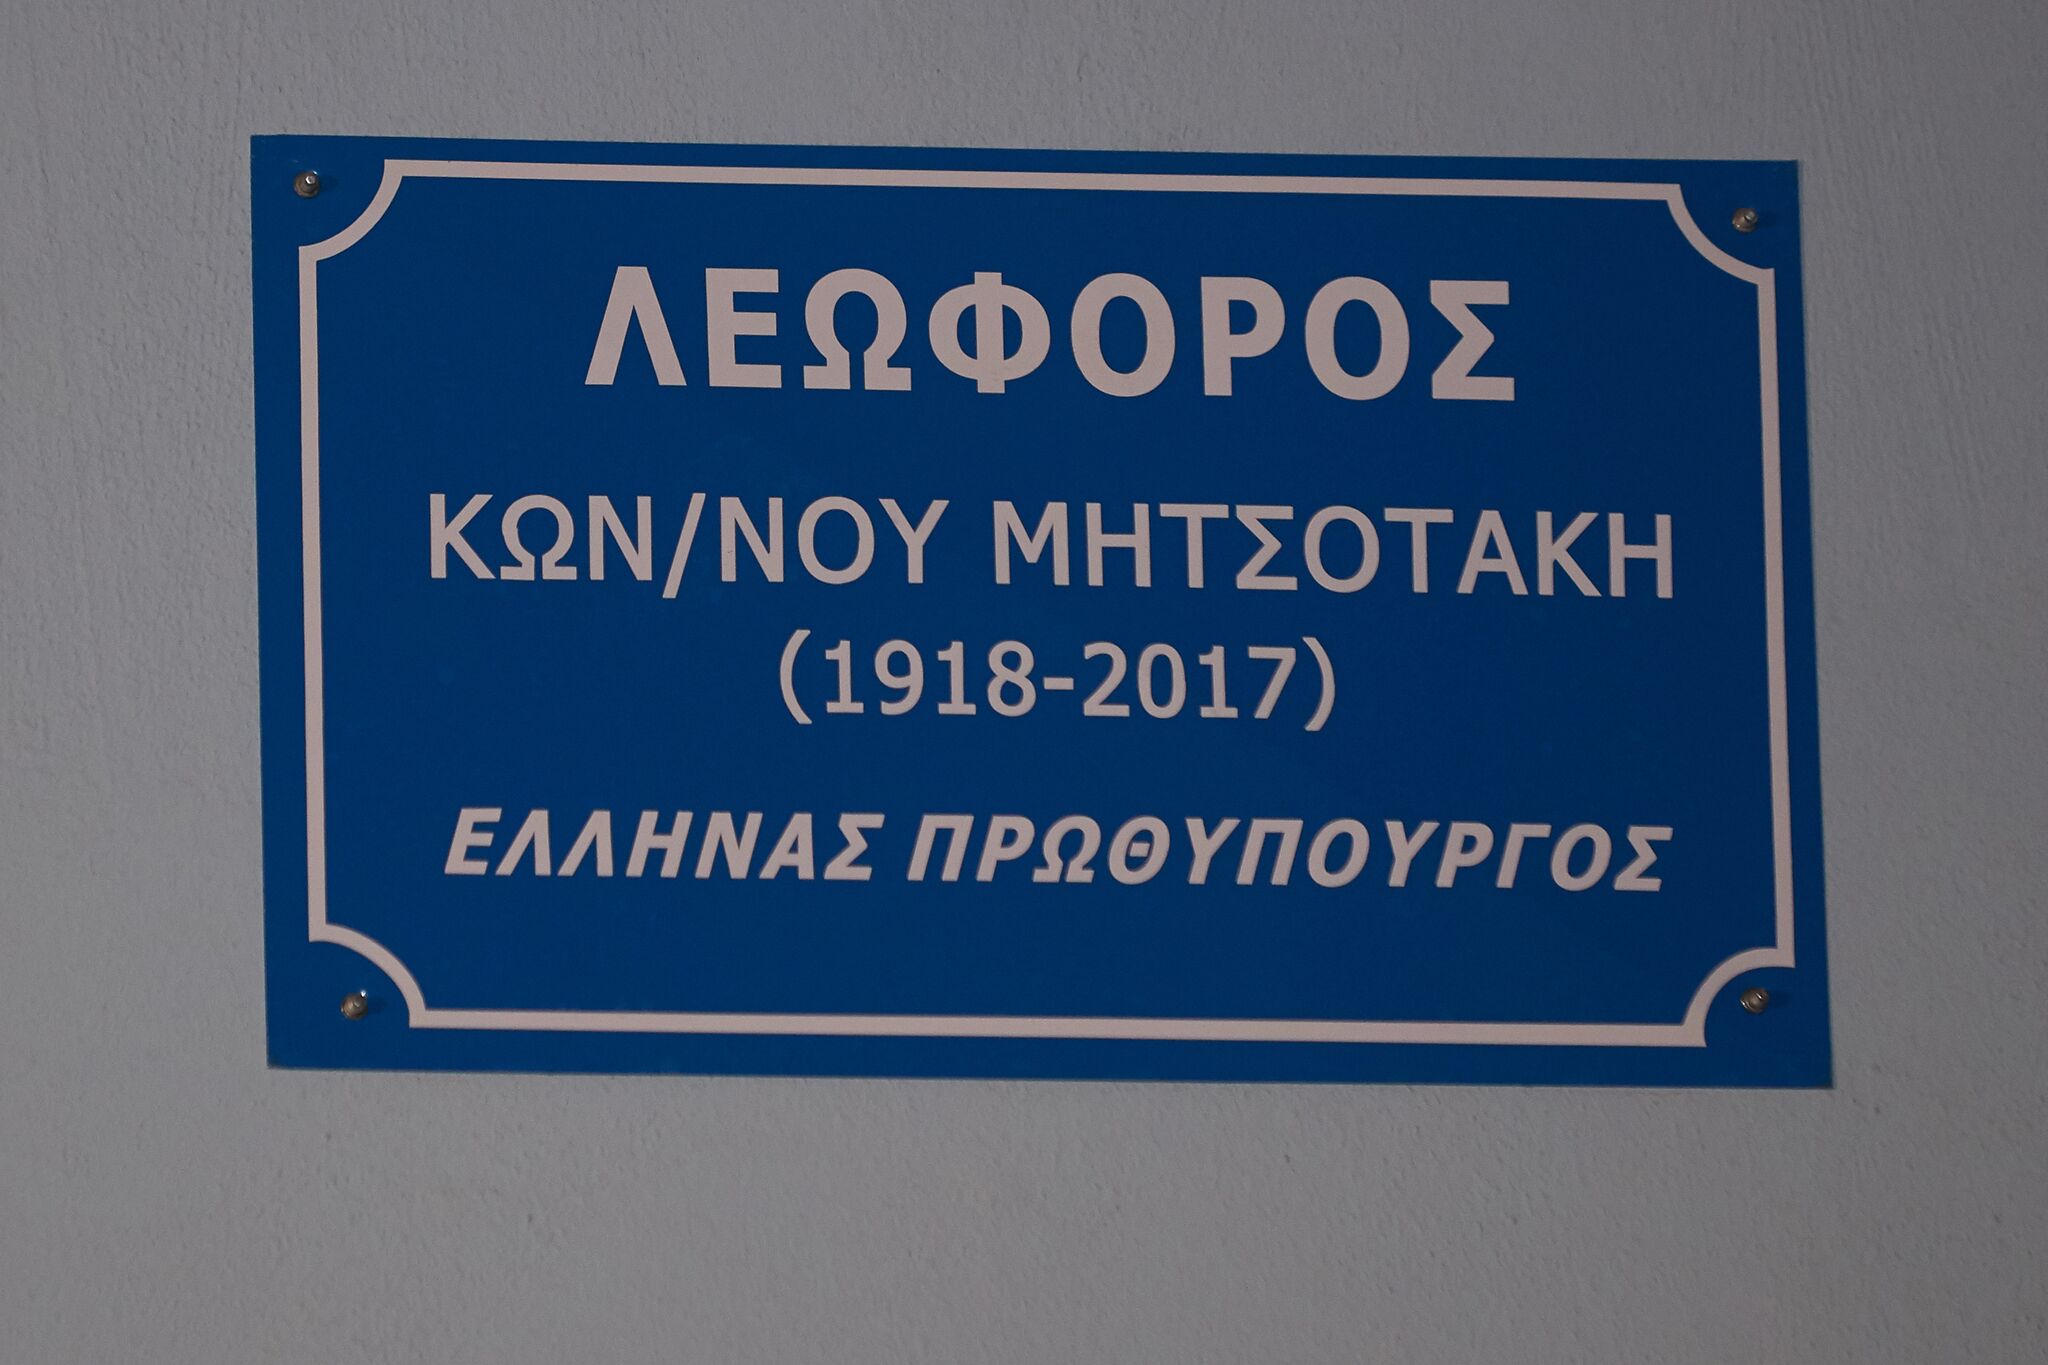 ΛΕΩΦΟΡΟΣ
ΚΩΝ/ΝΟΥ ΜΗΤΣΟΤΑΚΗ
(1918-2017)
ΕΛΛΗΝΑΣ ΠΡΩΘΥΠΟΥΡΓΟΣ